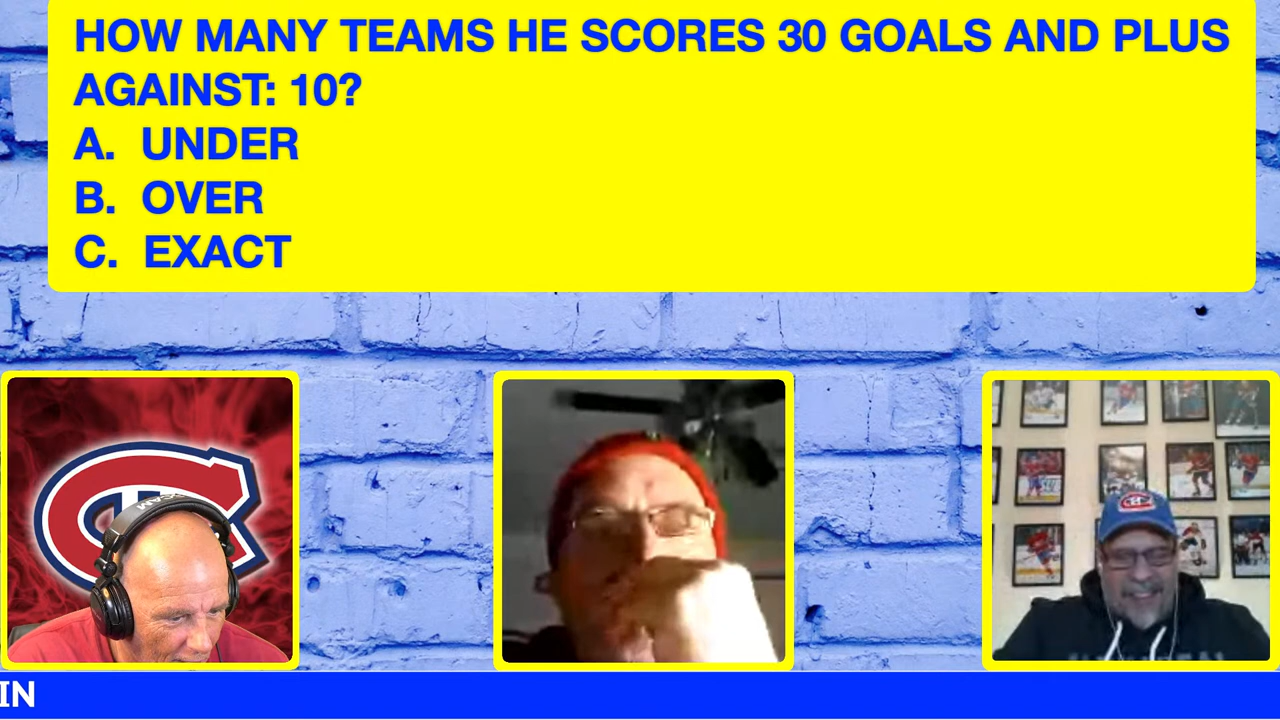 HOW MANY TEAMS HE SCORES 30 GOALS AND PLUS
AGAINST: 10?
A. UNDER
B. OVER
C. EXACT
IN